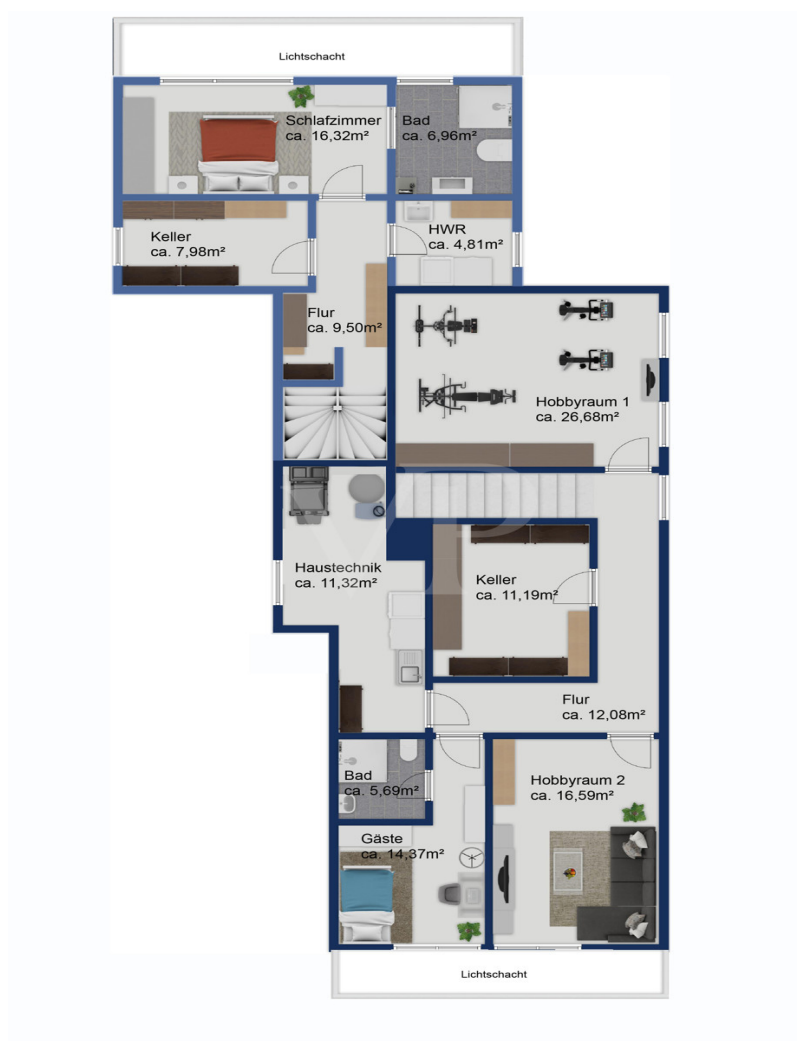 Lichtschacht
Schlafzimmer
ca. 16,32m²
Bad
ca. 6,96m²
Keller
ca. 7,98m²
HWR
ca. 4,81m²
Flur
ca. 9,50m²
Hobbyraum 1
ca. 26,68m²
VP
Haustechnik
ca. 11,32m²
Keller
ca. 11,19m²
Flur
ca. 12,08m²
Bad
ca. 5,69m²
Hobbyraum 2
ca. 16,59m²
Gäste
ca. 14,37m²
Lichtschacht